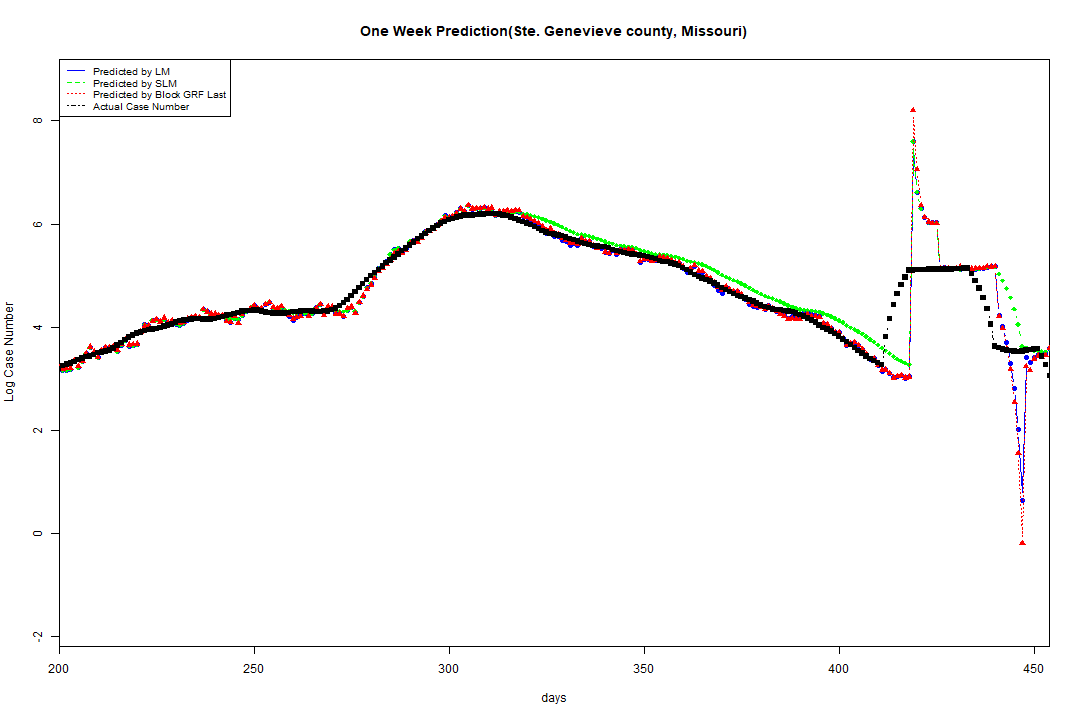 One Week Prediction(Ste. Genevieve county, Missouri)
Predicted by LM
Predicted by SLM
Predicted by Block GRF Last
Actual Case Number
8
6
4
2
0
-2
Log Case Number
200 250 300 350 400 450
days